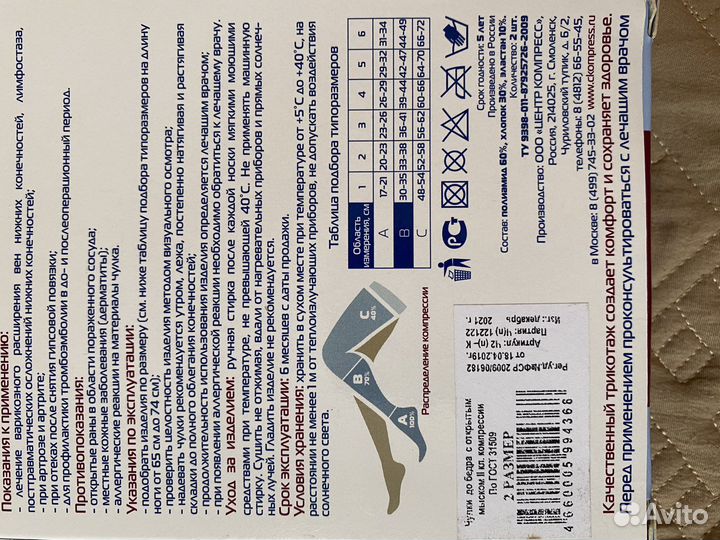 Показания к применению:
- лечение варикозного расширения вен нижних конечностей, лимфостаза,
посттравматических осложнений нижних конечностей;
- при артрозе и артрите;
- при отеках после снятия гипсовой повязки;
- для профилактики тромбоэмболии в до- и послеоперационный период.
Противопоказания:
- открытые раны в области пораженного сосуда;
- местные кожные заболевания (дерматиты);
- аллергические реакции на материалы чулка.
Указания по эксплуатации:
- подобрать изделия по размеру (см. ниже таблицу подбора типоразмеров на длину
ноги от 65 см до 74 см);
- проверить целостность изделия методом визуального осмотра;
- надевать чулки рекомендуется утром, лежа, постепенно натягивая и растягивая
складки до полного облегания конечностей;
- продолжительность использования изделия определяется лечащим врачом;
- при появлении аллергической реакции необходимо обратиться к лечащему врачу.
Уход за изделием: ручная стирка после каждой носки мягкими моющими
средствами при температуре, не превышающей 40˚С. Не применять машинную
стирку. Сушить не отжимая, вдали от нагревательных приборов и прямых солнеч-
ных лучей. Гладить изделие не рекомендуется.
Срок эксплуатации: 6 месяцев с даты продажи.
Условия хранения: хранить в сухом месте при температуре от +5˚С до +40˚С, на
расстоянии не менее 1 м от теплоизлучающих приборов, не допускать воздействия
солнечного света.
Таблица подбора типоразмеров
Область измерения, см 1 2 3 4 5 6
A 17-21 20-23 23-26 26-29 29-32 31-34
B 30-35 33-38 36-41 39-44 42-47 44-49
C 48-54 52-58 56-62 60-66 64-70 66-72
C
40%
B
70%
A
100%
Распределение компрессии
РСТ
Состав: полиамид 60%, хлопок 30%, эластан 10%.
Срок годности: 5 лет
Произведено в России
Количество: 2 шт.
ТУ 9398-011-87925726-2009
Производитель: ООО «ЦЕНТР КОМПРЕСС»,
Россия, 214025, г. Смоленск,
Чуриловский тупик, д. 6/2,
телефоны: 8 (4812) 66-55-45,
в Москве: 8 (499) 745-33-02 www.ckompress.ru
Качественный трикотаж создает комфорт и сохраняет здоровье.
Перед применением проконсультироваться с лечащим врачом
Рег.уд.№ФСР 2009/06182
от 18.04.2019г.
Артикул: Ч2 (п)- К
Партия: Ч(п) 122122
Изг.: декабрь 2021 г.
Чулки до бедра с открытым
мыском II кл. компрессии
По ГОСТ 31509
2 РАЗМЕР
4 660005 994366
Avito